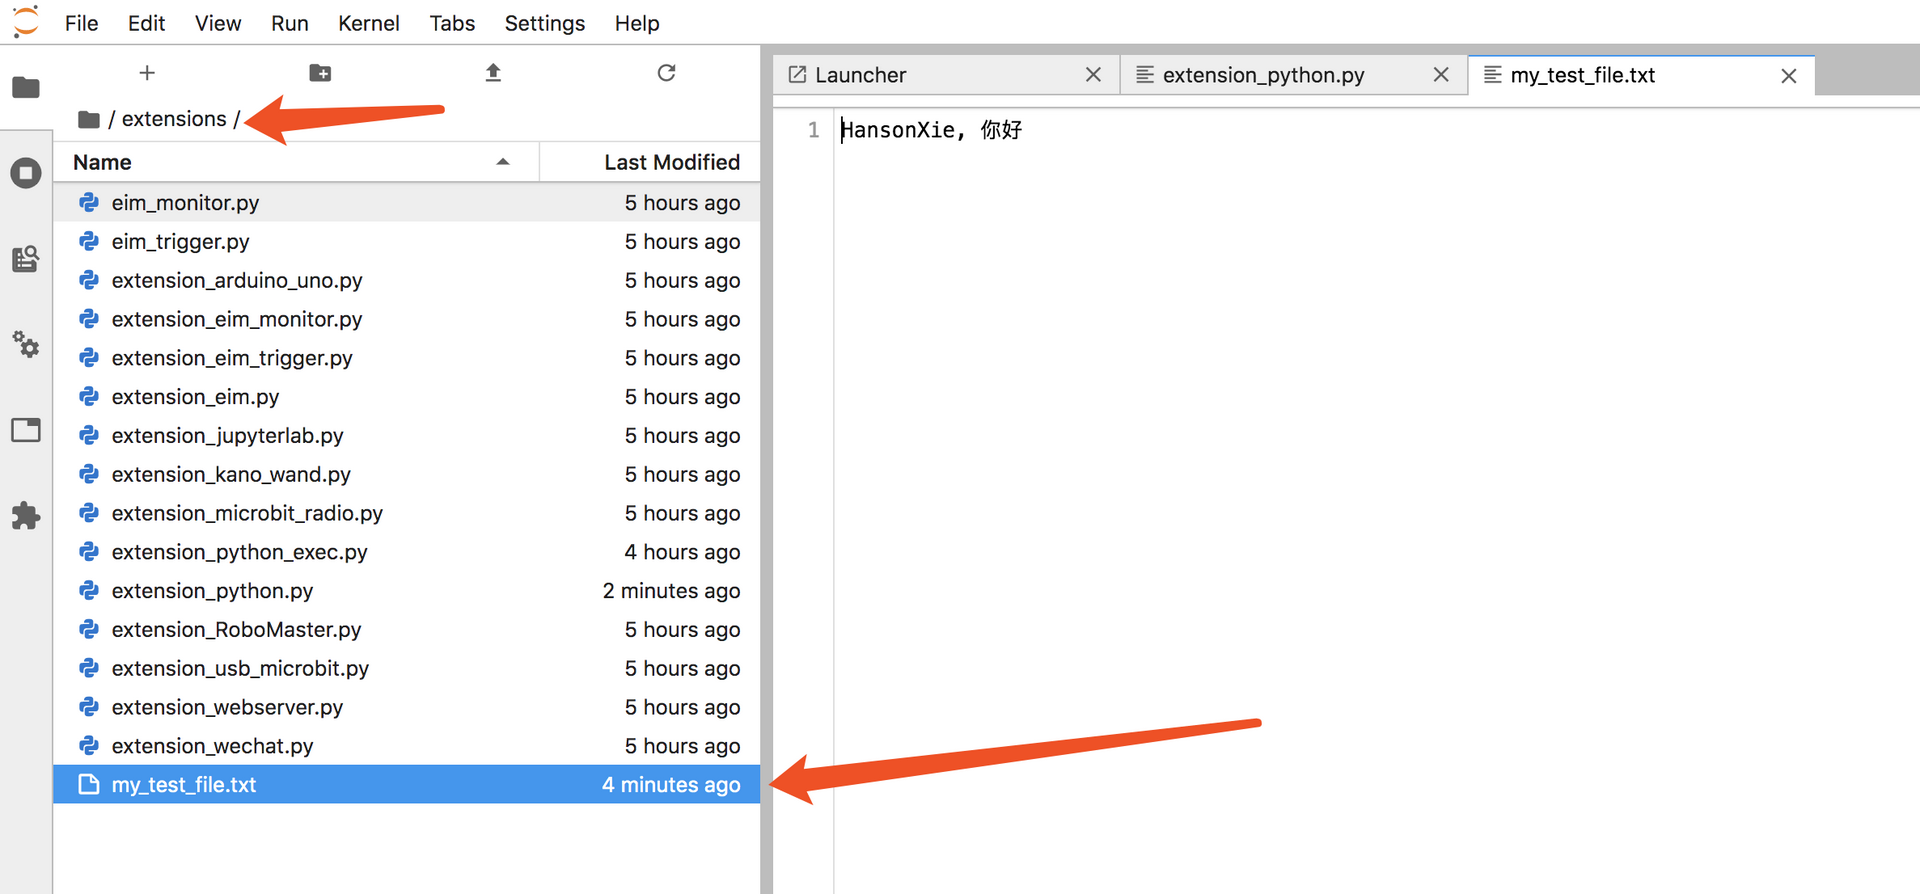 File Edit View Run Kernel Tabs Settings Help
/ extensions /
Name Last Modified
eim_monitor.py 5 hours ago
eim_trigger.py 5 hours ago
extension_arduino_uno.py 5 hours ago
extension_eim_monitor.py 5 hours ago
extension_eim_trigger.py 5 hours ago
extension_eim.py 5 hours ago
extension_jupyterlab.py 5 hours ago
extension_kano_wand.py 5 hours ago
extension_microbit_radio.py 5 hours ago
extension_python_exec.py 4 hours ago
extension_python.py 2 minutes ago
extension_RoboMaster.py 5 hours ago
extension_usb_microbit.py 5 hours ago
extension_webserver.py 5 hours ago
extension_wechat.py 5 hours ago
my_test_file.txt 4 minutes ago
Launcher extension_python.py my_test_file.txt
1 HansonXie, 你好